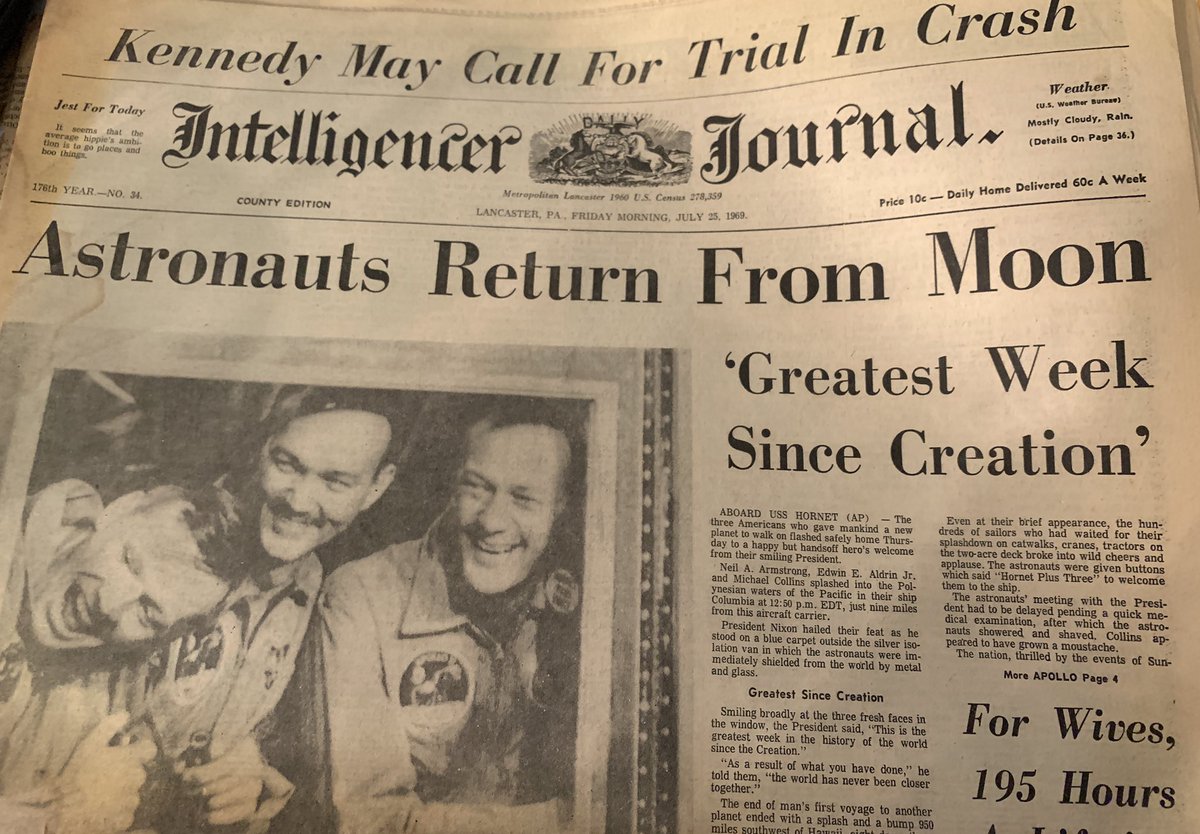 Kennedy May Call For Trial In Crash
Jest For Today
It seems that the
average hippie's ambi-
tion is to go places and
boo things.
Intelligencer
DAILY
Journal.
Weather
(U.S. Weather Bureau)
Mostly Cloudy, Rain.
(Details On Page 36.)
176th YEAR.—NO. 34.
COUNTY EDITION
Metropolitan Lancaster 1960 U.S. Census 278,359
LANCASTER, PA., FRIDAY MORNING, JULY 25, 1969.
Price 10c — Daily Home Delivered 60c A Week
Astronauts Return From Moon
'Greatest Week
Since Creation'
ABOARD USS HORNET (AP) — The
three Americans who gave mankind a new
planet to walk on flashed safely home Thurs-
day to a happy but handsoff hero's welcome
from their smiling President.
Neil A. Armstrong, Edwin E. Aldrin Jr.
and Michael Collins splashed into the Pol-
ynesian waters of the Pacific in their ship
Columbia at 12:50 p.m. EDT, just nine miles
from this aircraft carrier.
President Nixon hailed their feat as he
stood on a blue carpet outside the silver iso-
lation van in which the astronauts were im-
mediately shielded from the world by metal
and glass.
Greatest Since Creation
Smiling broadly at the three fresh faces in
the window, the President said, "This is the
greatest week in the history of the world
since the Creation."
"As a result of what you have done," he
told them, "the world has never been closer
together."
The end of man's first voyage to another
planet ended with a splash and a bump 950
miles southwest of Hawaii,
Even at their brief appearance, the hun-
dreds of sailors who had waited for their
splashdown on catwalks, cranes, tractors on
the two-acre deck broke into wild cheers and
applause. The astronauts were given buttons
which said "Hornet Plus Three" to welcome
them to the ship.
The astronauts' meeting with the Presi-
dent had to be delayed pending a quick me-
dical examination, after which the astro-
nauts showered and shaved, Collins ap-
peared to have grown a moustache.
The nation, thrilled by the events of Sun-
More APOLLO Page 4
For Wives,
195 Hours